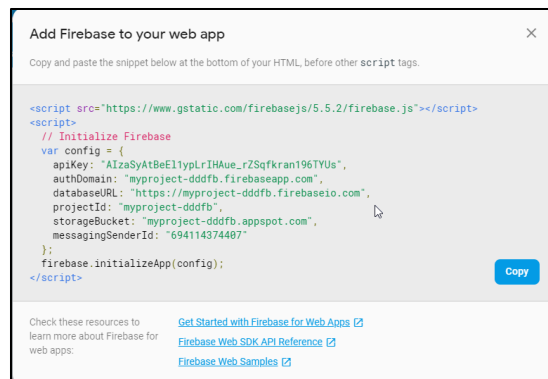 Add Firebase to your web app
Copy and paste the snippet below at the bottom of your HTML, before other script tags.
<script src="https://www.gstatic.com/firebasejs/5.5.2/firebase.js"></script>
<script>
// Initialize Firebase
var config = {
apiKey: "AIzaSyAtBeEl1ypLrIHAue_rZSqfkran196TYUs",
authDomain: "myproject-dddfb.firebaseapp.com",
databaseURL: "https://myproject-dddfb.firebaseio.com",
projectId: "myproject-dddfb",
storageBucket: "myproject-dddfb.appspot.com",
messagingSenderId: "694114374407"
};
firebase.initializeApp(config);
</script>
Copy
Check these resources to
learn more about Firebase for
web apps:
Get Started with Firebase for Web Apps
Firebase Web SDK API Reference
Firebase Web Samples